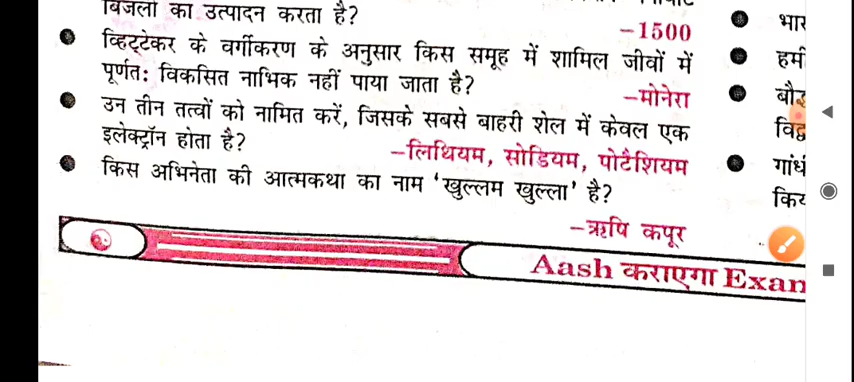 बिजली का उत्पादन करता है?
–1500
व्हिट्टेकर के वर्गीकरण के अनुसार किस समूह में शामिल जीवों में
पूर्णतः विकसित नाभिक नहीं पाया जाता है?
–मोनेरा
उन तीन तत्वों को नामित करें, जिसके सबसे बाहरी शेल में केवल एक
इलेक्ट्रॉन होता है?
–लिथियम, सोडियम, पोटैशियम
किस अभिनेता की आत्मकथा का नाम ‘खुल्लम खुल्ला’ है?
–ऋषि कपूर
Aash कराएगा Exam
भार
हर्मी
बौद्ध
विद्व
गांधी
किय